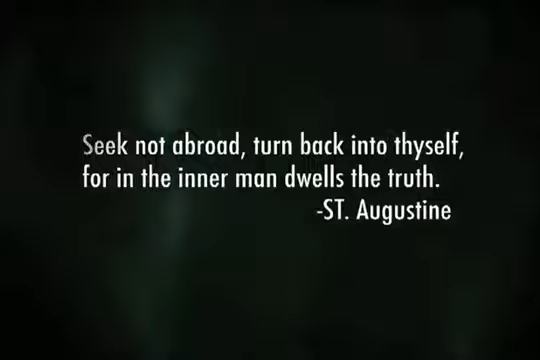 Seek not abroad, turn back into thyself,
for in the inner man dwells the truth.
-ST. Augustine